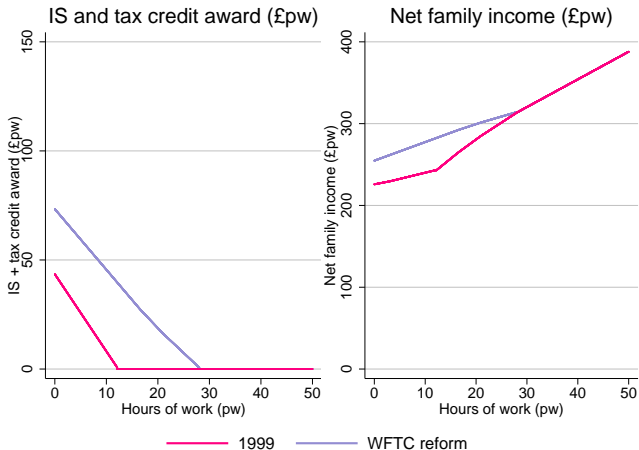 IS and tax credit award (£pw)
IS + tax credit award (£pw)
150
100
50
0
0 10 20 30 40 50
Hours of work (pw)
Net family income (£pw)
Net family income (£pw)
400
300
200
100
0
0 10 20 30 40 50
Hours of work (pw)
1999 WFTC reform